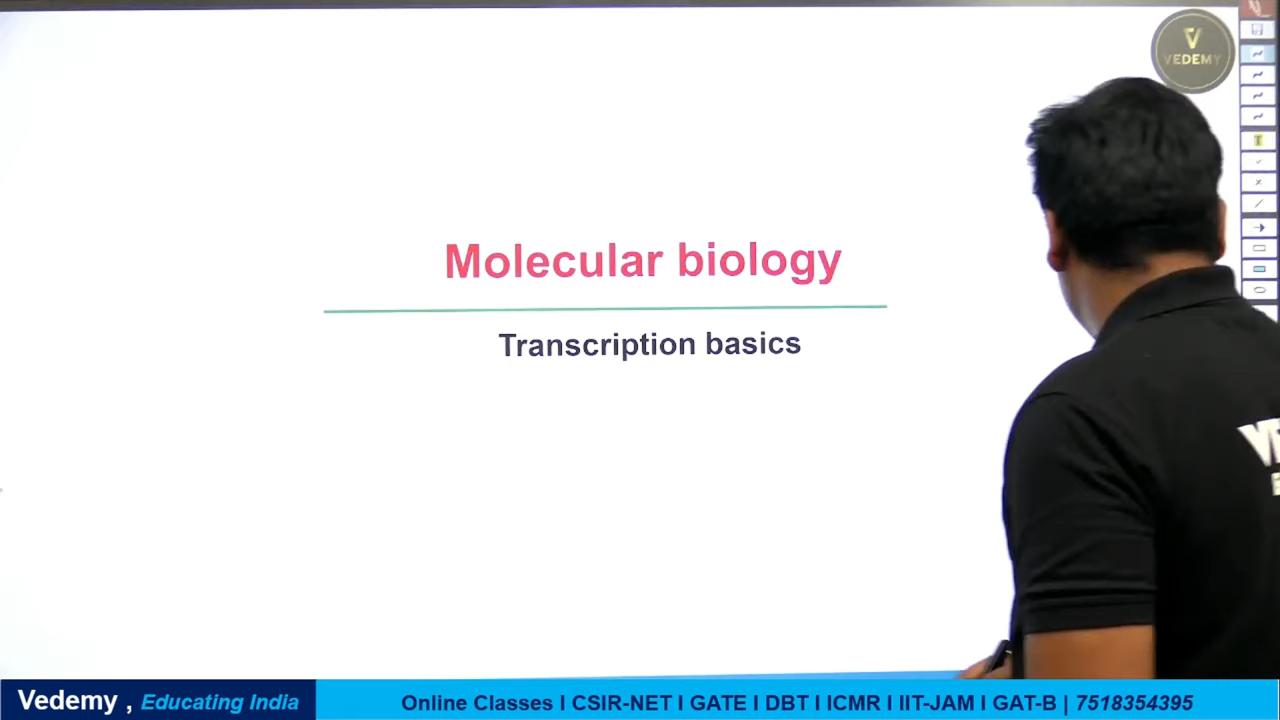 VEDEMY
Molecular biology
Transcription basics
Vedemy , Educating India
Online Classes I CSIR-NET I GATE I DBT I ICMR I IIT-JAM I GAT-B | 7518354395